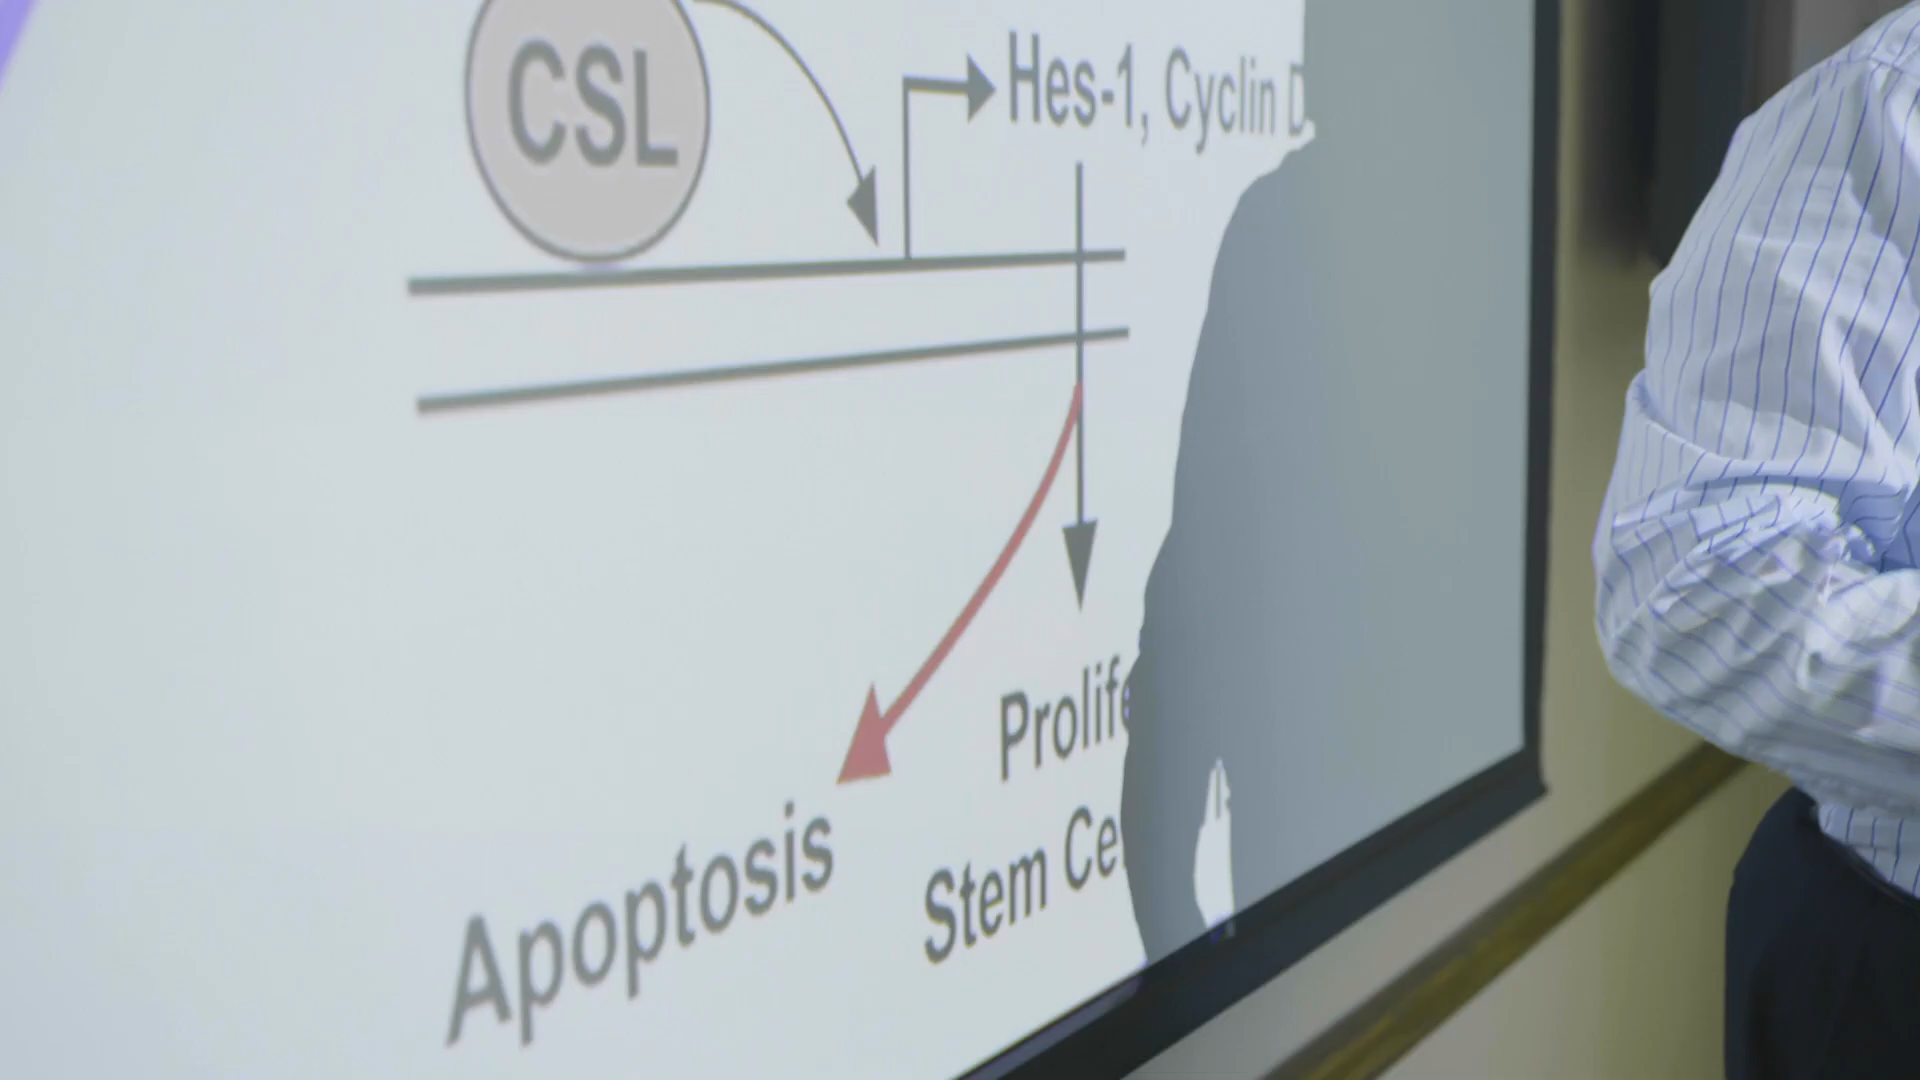 CSL
Hes-1, Cyclin D
Prolife
Stem Ce
Apoptosis